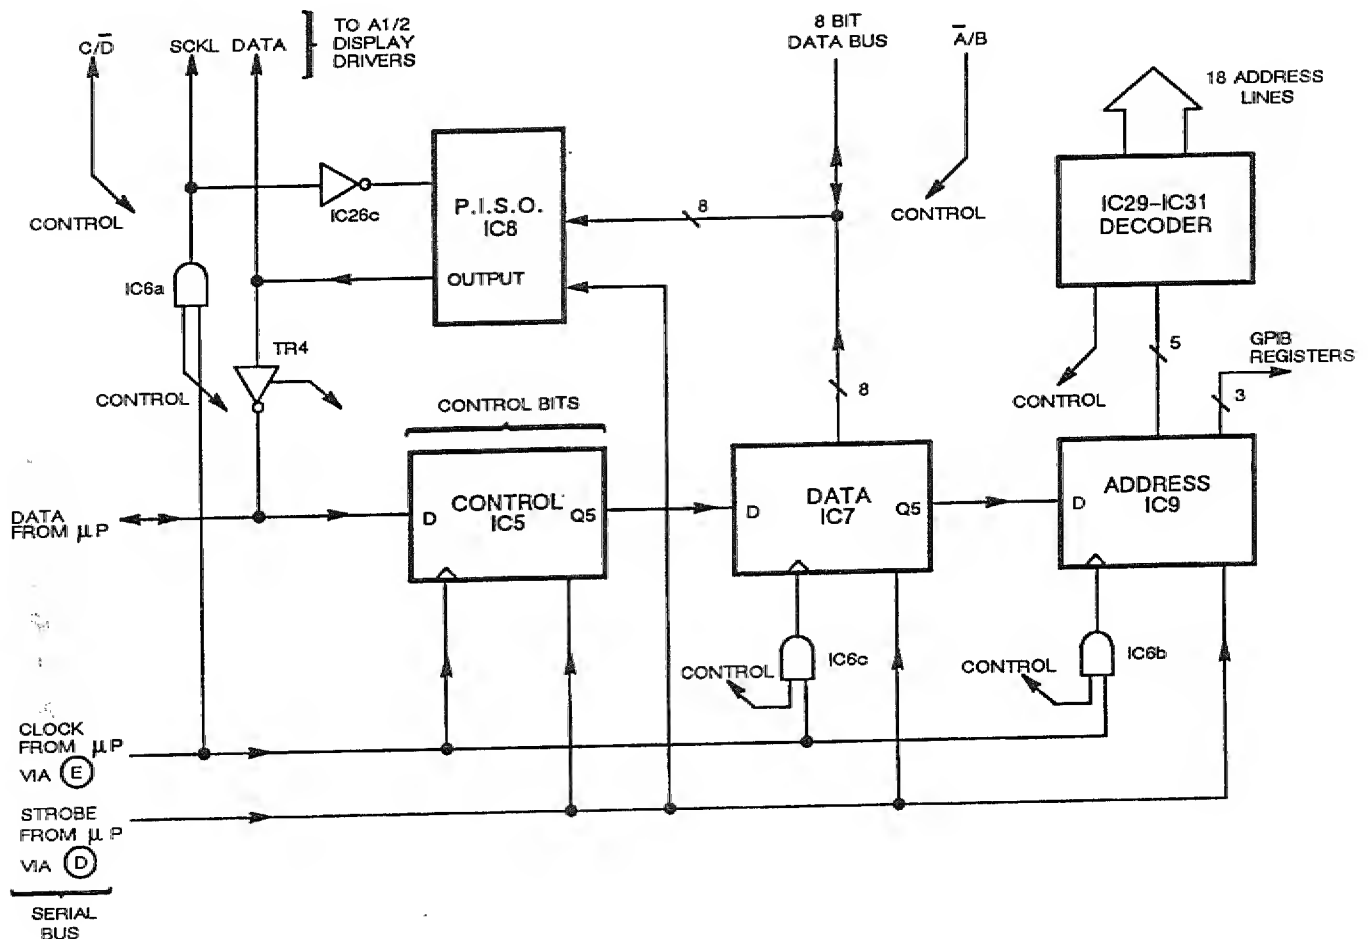 C/D̅
SCKL
DATA
TO A1/2
DISPLAY
DRIVERS
8 BIT
DATA BUS
A̅/B
18 ADDRESS
LINES
CONTROL
IC26c
P.I.S.O.
IC8
OUTPUT
8
CONTROL
IC29-IC31
DECODER
IC6a
TR4
CONTROL
CONTROL BITS
8
CONTROL
5
GPIB
REGISTERS
3
DATA
FROM μP
D
CONTROL
IC5
Q5
D
DATA
IC7
Q5
D
ADDRESS
IC9
CONTROL
IC6c
CONTROL
IC6b
CLOCK
FROM μP
VIA E
STROBE
FROM μP
VIA D
SERIAL
BUS